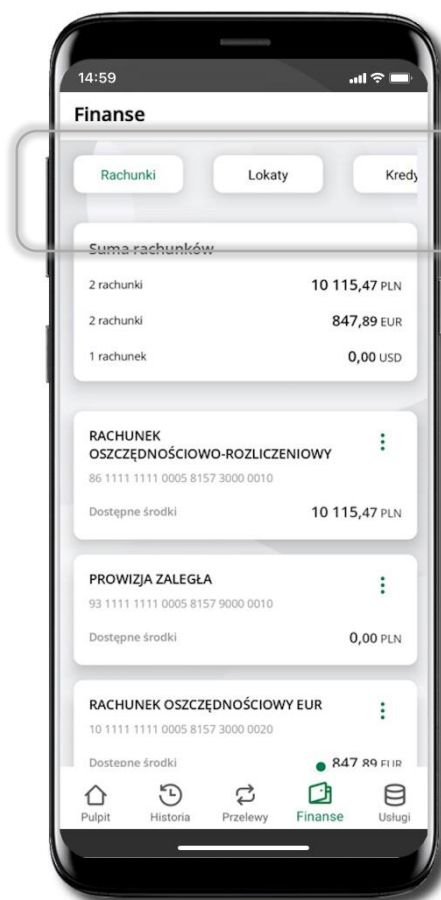 14:59
Finanse
Rachunki Lokaty Kredy
Suma rachunków
2 rachunki 10 115,47 PLN
2 rachunki 847,89 EUR
1 rachunek 0,00 USD
RACHUNEK
OSZCZĘDNOŚCIOWO-ROZLICZENIOWY
86 1111 1111 0005 8157 3000 0010
Dostępne środki 10 115,47 PLN
PROWIZJA ZALEGŁA
93 1111 1111 0005 8157 9000 0010
Dostępne środki 0,00 PLN
RACHUNEK OSZCZĘDNOŚCIOWY EUR
10 1111 1111 0005 8157 3000 0020
Dostępne środki 847,89 EUR
Pulpit Historia Przelewy Finanse Usługi